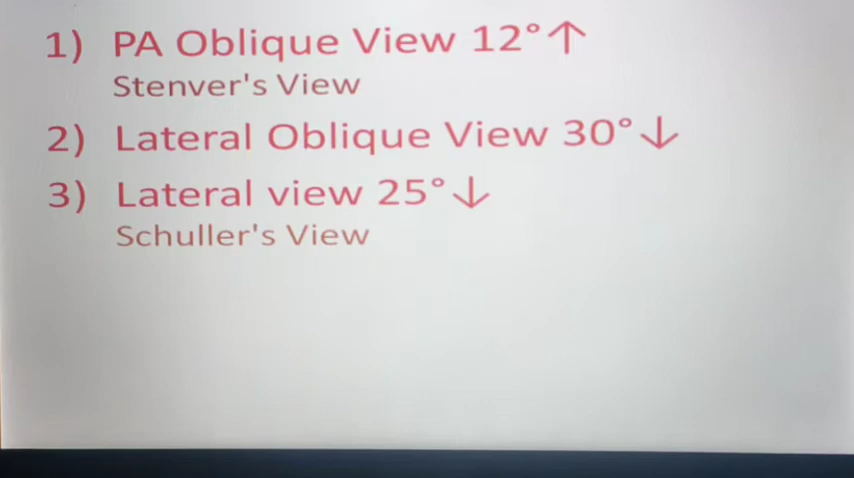 1) PA Oblique View 12°↑
Stenver's View
2) Lateral Oblique View 30°↓
3) Lateral view 25°↓
Schuller's View